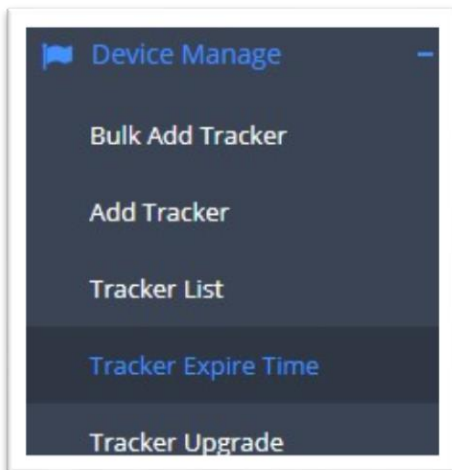 Device Manage
Bulk Add Tracker
Add Tracker
Tracker List
Tracker Expire Time
Tracker Upgrade